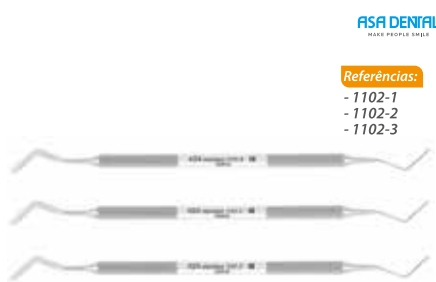 ASA DENTAL
MAKE PEOPLE SMILE
Referências:
- 1102-1
- 1102-2
- 1102-3